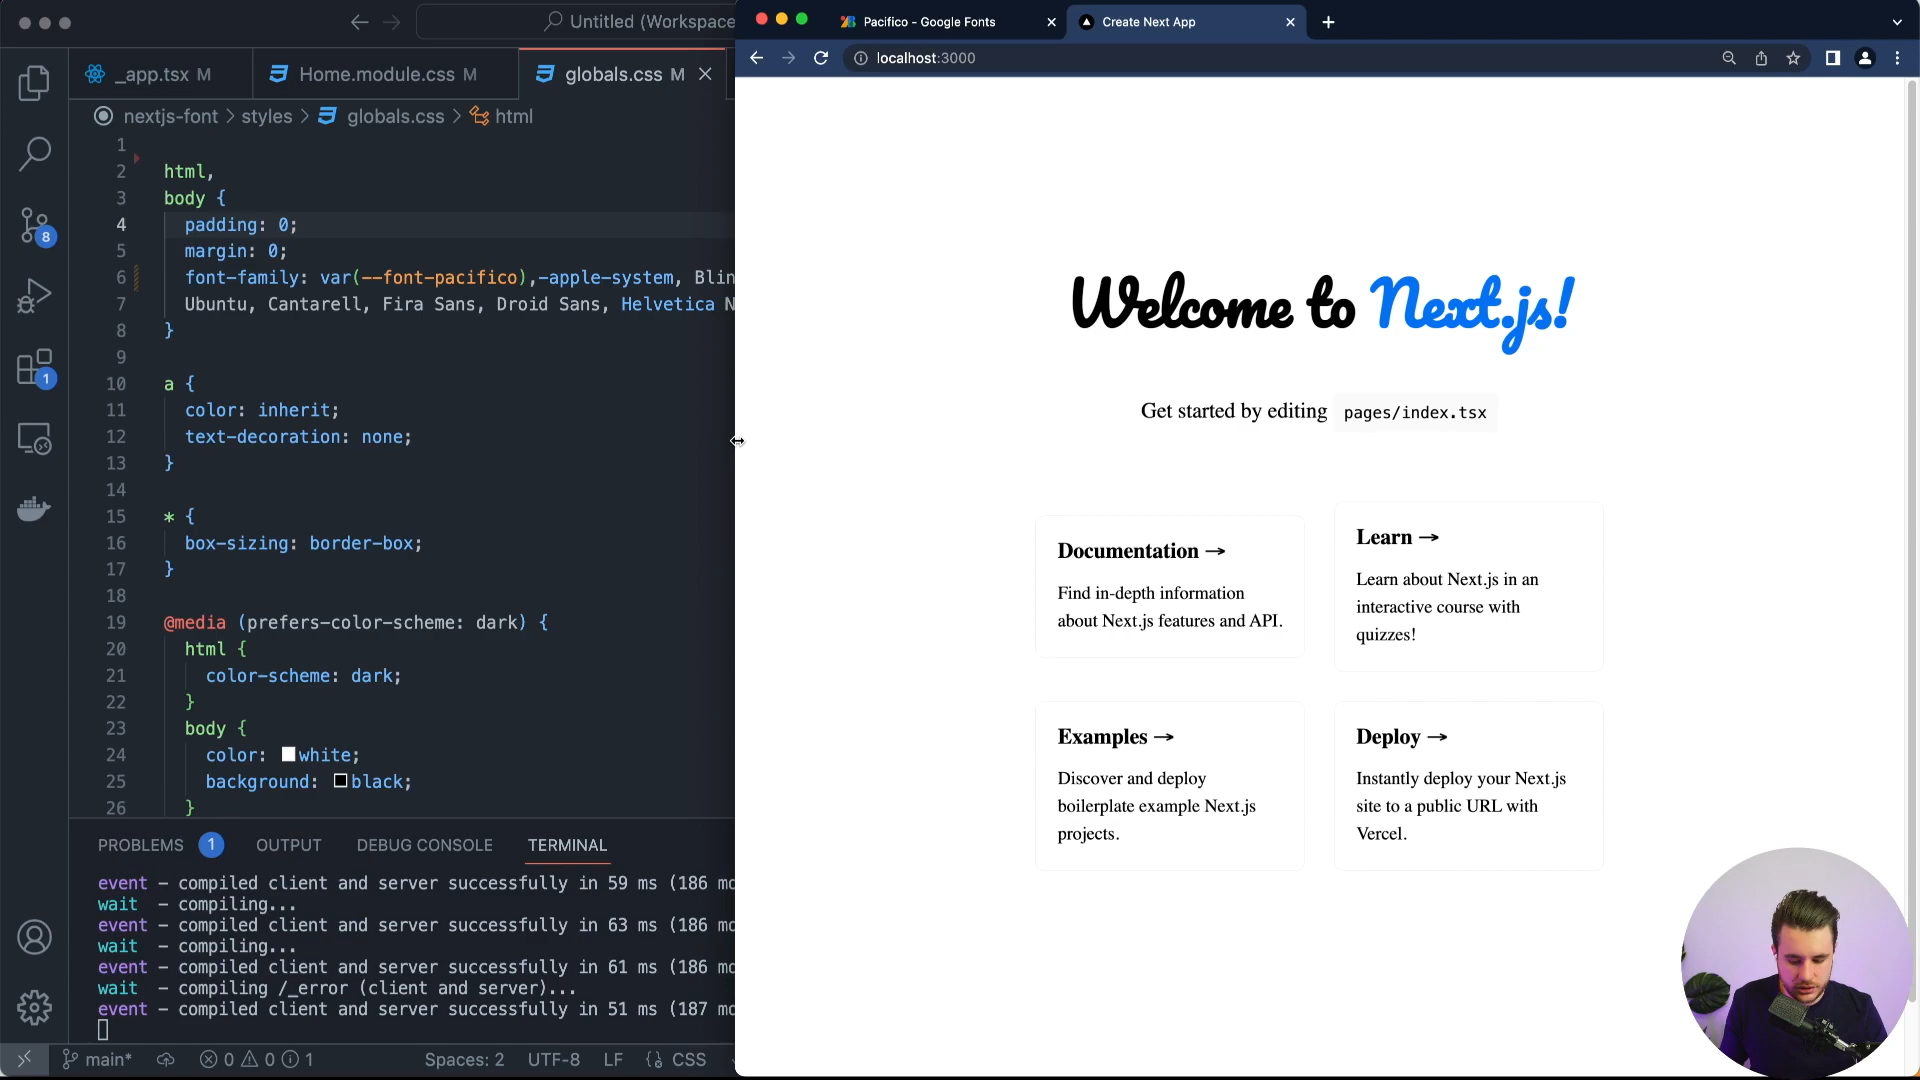 Untitled (Workspace
_app.tsx M
Home.module.css M
globals.css M
nextjs-font > styles > globals.css > html
1
2 html,
3 body {
4 padding: 0;
5 margin: 0;
6 font-family: var(--font-pacifico),-apple-system, Blin
7 Ubuntu, Cantarell, Fira Sans, Droid Sans, Helvetica N
8 }
9
10 a {
11 color: inherit;
12 text-decoration: none;
13 }
14
15 * {
16 box-sizing: border-box;
17 }
18
19 @media (prefers-color-scheme: dark) {
20 html {
21 color-scheme: dark;
22 }
23 body {
24 color: white;
25 background: black;
26 }
8
1
PROBLEMS 1 OUTPUT DEBUG CONSOLE TERMINAL
event - compiled client and server successfully in 59 ms (186 mo
wait - compiling...
event - compiled client and server successfully in 63 ms (186 mo
wait - compiling...
event - compiled client and server successfully in 61 ms (186 mo
wait - compiling /_error (client and server)...
event - compiled client and server successfully in 51 ms (187 mo
main* 0 0 1 Spaces: 2 UTF-8 LF {} CSS
Pacifico - Google Fonts
Create Next App
localhost:3000
Welcome to Next.js!
Get started by editing pages/index.tsx
Documentation →
Find in-depth information
about Next.js features and API.
Learn →
Learn about Next.js in an
interactive course with
quizzes!
Examples →
Discover and deploy
boilerplate example Next.js
projects.
Deploy →
Instantly deploy your Next.js
site to a public URL with
Vercel.